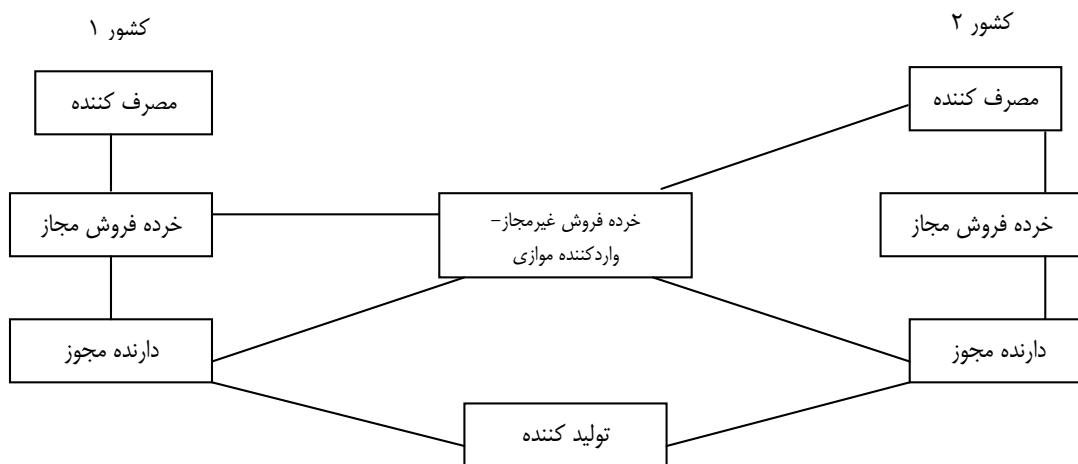 کشور ۲
کشور ۱
مصرف کننده
مصرف کننده
خرده فروش مجاز
خرده فروش غیرمجاز–
واردکننده موازی
خرده فروش مجاز
دارنده مجوز
دارنده مجوز
تولید کننده